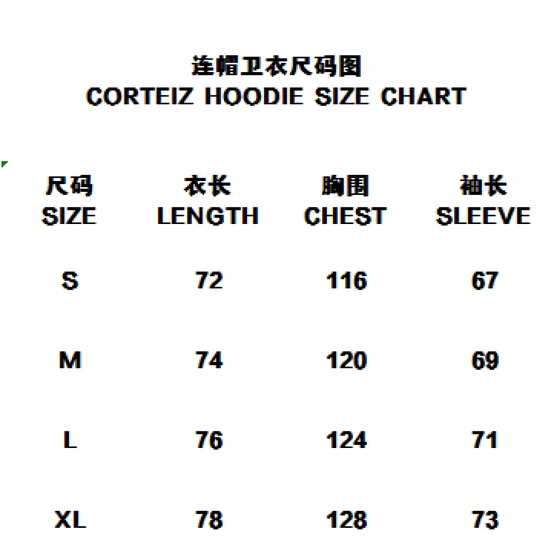 连帽卫衣尺码图
CORTEIZ HOODIE SIZE CHART
尺码 衣长 胸围 袖长
SIZE LENGTH CHEST SLEEVE
S 72 116 67
M 74 120 69
L 76 124 71
XL 78 128 73